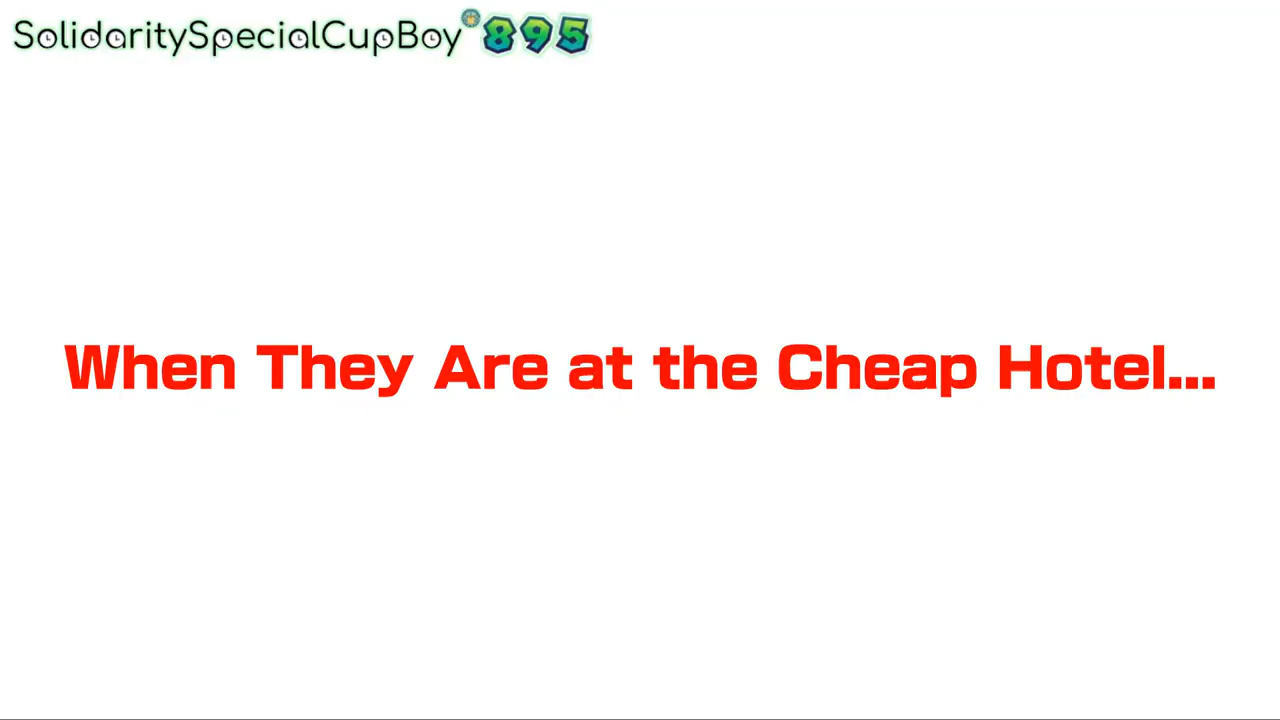 SolidaritySpecialCupBoy 895
When They Are at the Cheap Hotel...